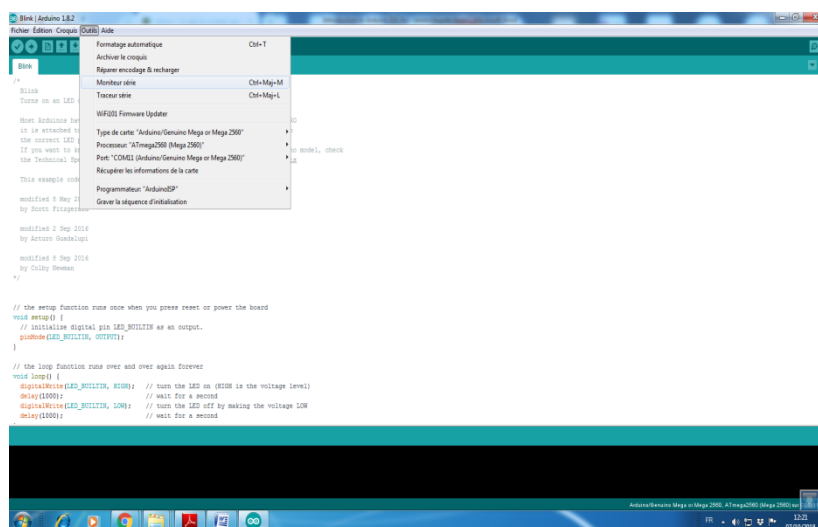 Blink | Arduino 1.8.2
Fichier Édition Croquis Outils Aide
Blink
Formatage automatique Ctrl+T
Archiver le croquis
Réparer encodage & recharger
Moniteur série Ctrl+Maj+M
Traceur série Ctrl+Maj+L
WiFi101 Firmware Updater
Type de carte: "Arduino/Genuino Mega or Mega 2560"
Processeur: "ATmega2560 (Mega 2560)"
Port: "COM11 (Arduino/Genuino Mega or Mega 2560)"
Récupérer les informations de la carte
Programmateur: "ArduinoISP"
Graver la séquence d'initialisation
/*
Blink
Turns on an LED
Most Arduinos
it is attached
the correct LED
If you want to model, check
the Technical
This example
modified 8 May
by Scott
modified 2 Sep 2016
by Arturo Guadalupi
modified 8 Sep 2016
by Colby Newman
*/
// the setup function runs once when you press reset or power the board
void setup() {
// initialize digital pin LED_BUILTIN as an output.
pinMode(LED_BUILTIN, OUTPUT);
}
// the loop function runs over and over again forever
void loop() {
digitalWrite(LED_BUILTIN, HIGH); // turn the LED on (HIGH is the voltage level)
delay(1000); // wait for a second
digitalWrite(LED_BUILTIN, LOW); // turn the LED off by making the voltage LOW
delay(1000); // wait for a second
Arduino/Genuino Mega or Mega 2560, ATmega2560 (Mega 2560)
FR 12:21